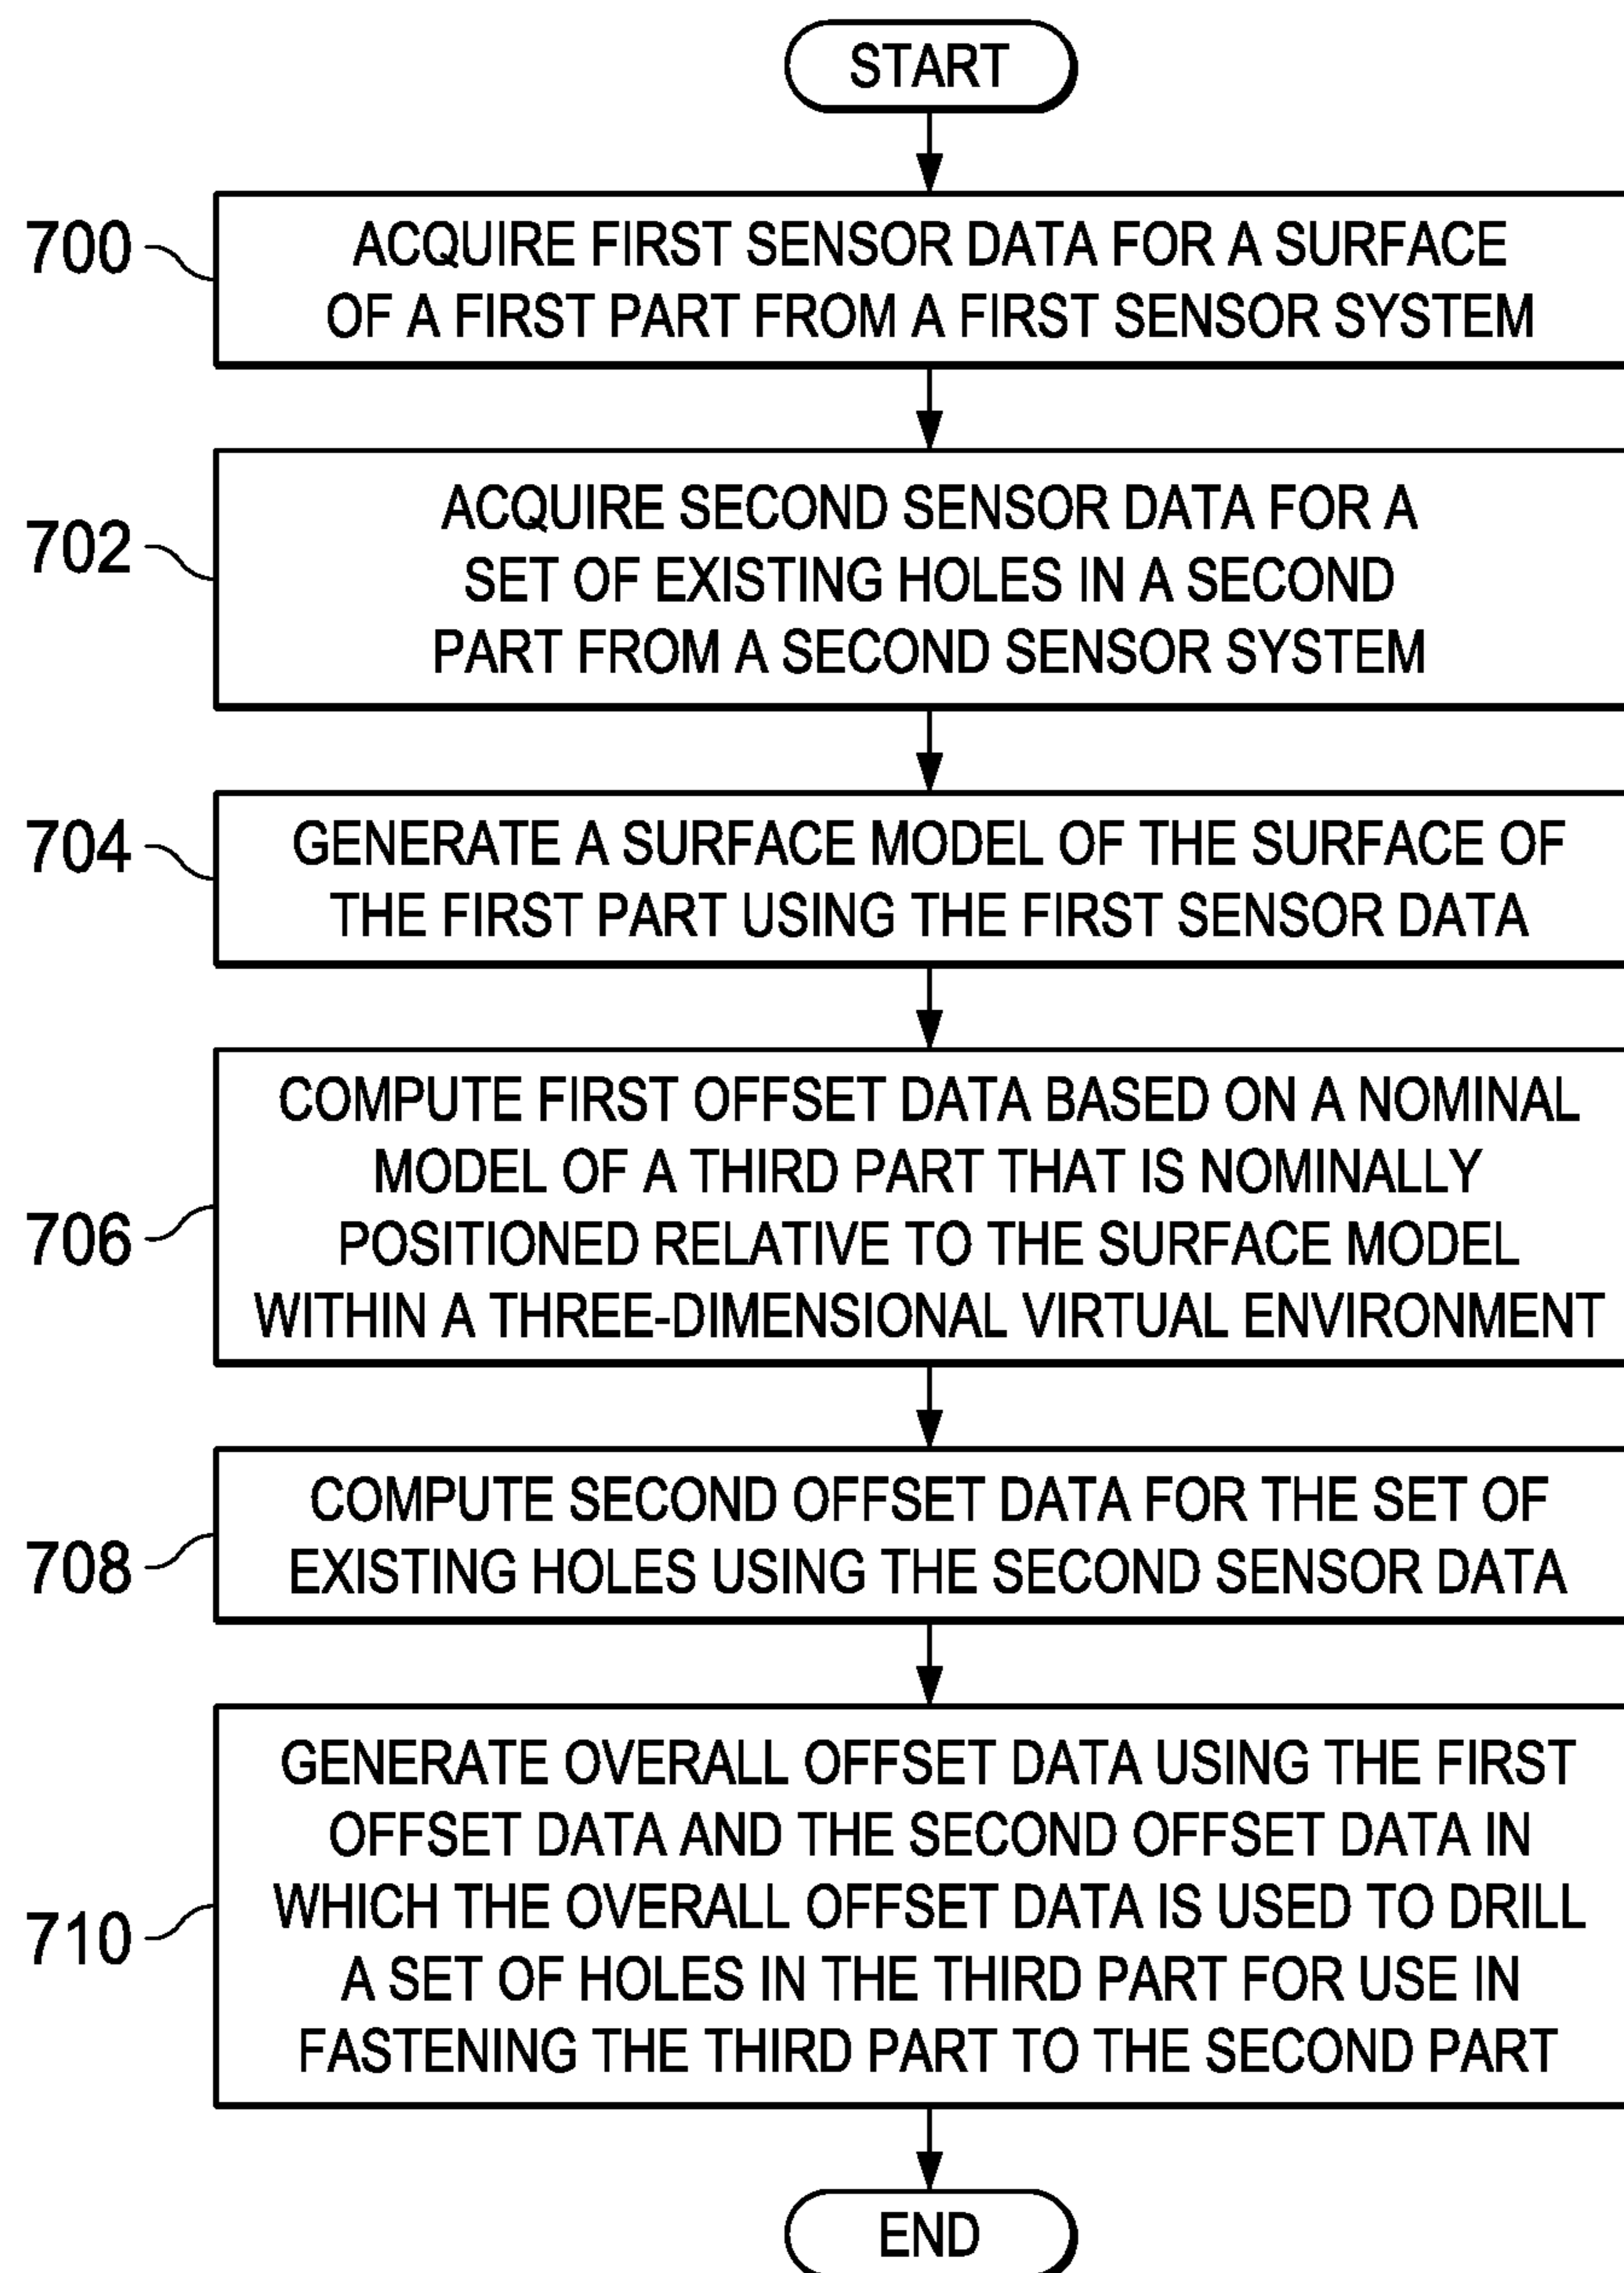 START
700
ACQUIRE FIRST SENSOR DATA FOR A SURFACE
OF A FIRST PART FROM A FIRST SENSOR SYSTEM
702
ACQUIRE SECOND SENSOR DATA FOR A
SET OF EXISTING HOLES IN A SECOND
PART FROM A SECOND SENSOR SYSTEM
704
GENERATE A SURFACE MODEL OF THE SURFACE OF
THE FIRST PART USING THE FIRST SENSOR DATA
706
COMPUTE FIRST OFFSET DATA BASED ON A NOMINAL
MODEL OF A THIRD PART THAT IS NOMINALLY
POSITIONED RELATIVE TO THE SURFACE MODEL
WITHIN A THREE-DIMENSIONAL VIRTUAL ENVIRONMENT
708
COMPUTE SECOND OFFSET DATA FOR THE SET OF
EXISTING HOLES USING THE SECOND SENSOR DATA
710
GENERATE OVERALL OFFSET DATA USING THE FIRST
OFFSET DATA AND THE SECOND OFFSET DATA IN
WHICH THE OVERALL OFFSET DATA IS USED TO DRILL
A SET OF HOLES IN THE THIRD PART FOR USE IN
FASTENING THE THIRD PART TO THE SECOND PART
END